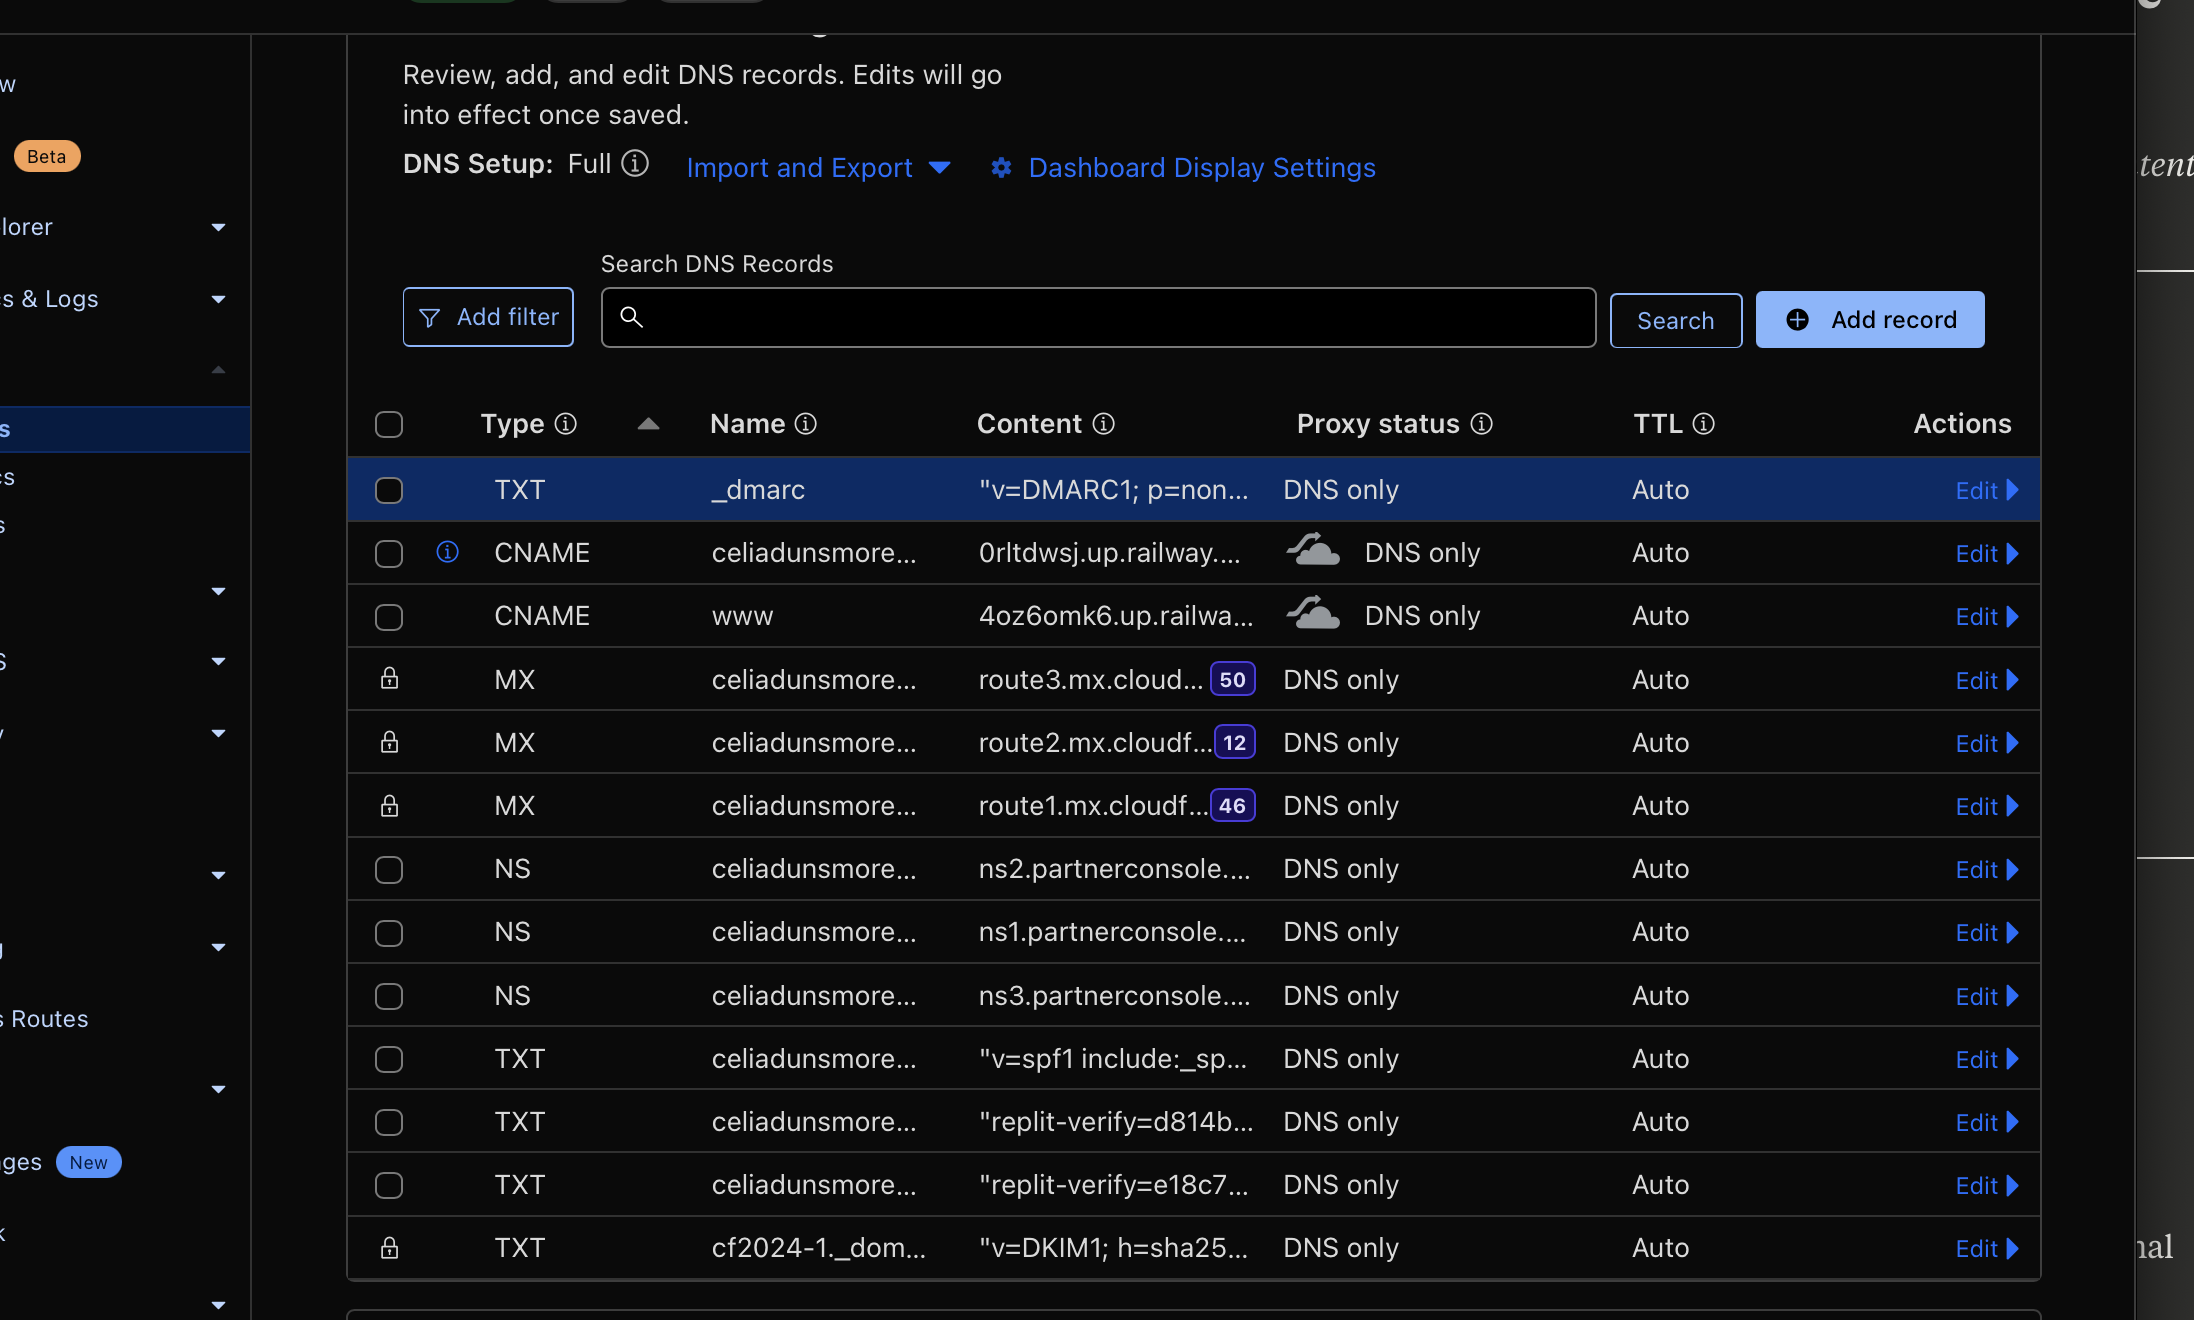 Review, add, and edit DNS records. Edits will go
into effect once saved.
DNS Setup: Full
Import and Export
Dashboard Display Settings
Beta
lorer
s & Logs
Search DNS Records
Add filter
Search
Add record
Type Name Content Proxy status TTL Actions
TXT _dmarc "v=DMARC1; p=non... DNS only Auto Edit
CNAME celiadunsmore... 0rltdwsj.up.railway.... DNS only Auto Edit
CNAME www 4oz6omk6.up.railwa... DNS only Auto Edit
MX celiadunsmore... route3.mx.cloud... 50 DNS only Auto Edit
MX celiadunsmore... route2.mx.cloudf... 12 DNS only Auto Edit
MX celiadunsmore... route1.mx.cloudf... 46 DNS only Auto Edit
NS celiadunsmore... ns2.partnerconsole.... DNS only Auto Edit
NS celiadunsmore... ns1.partnerconsole.... DNS only Auto Edit
NS celiadunsmore... ns3.partnerconsole.... DNS only Auto Edit
TXT celiadunsmore... "v=spf1 include:_sp... DNS only Auto Edit
TXT celiadunsmore... "replit-verify=d814b... DNS only Auto Edit
TXT celiadunsmore... "replit-verify=e18c7... DNS only Auto Edit
TXT cf2024-1._dom... "v=DKIM1; h=sha25... DNS only Auto Edit
s Routes
ges New
tent
nal